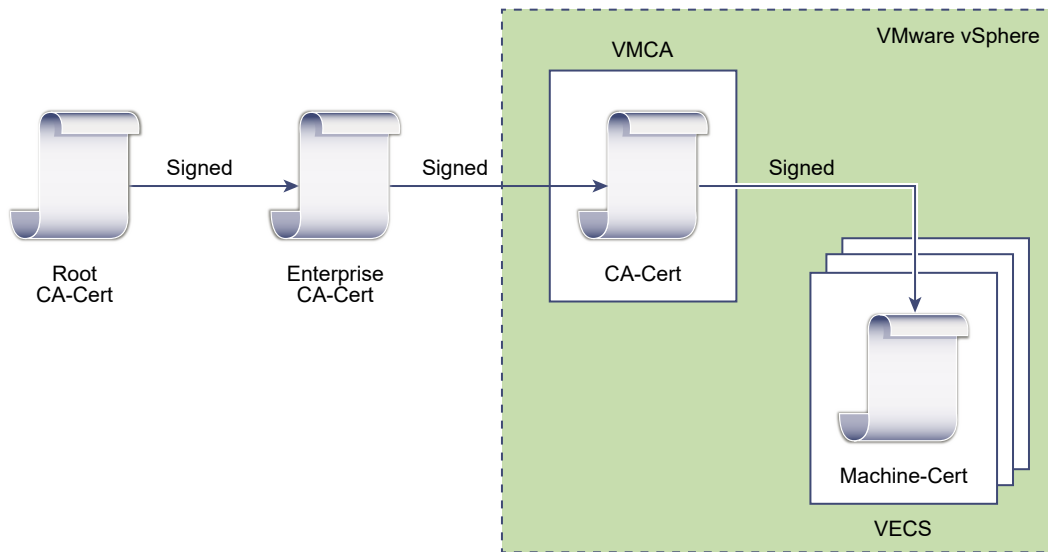 VMware vSphere
VMCA
Signed
Signed
Signed
Root
CA-Cert
Enterprise
CA-Cert
CA-Cert
Machine-Cert
VECS